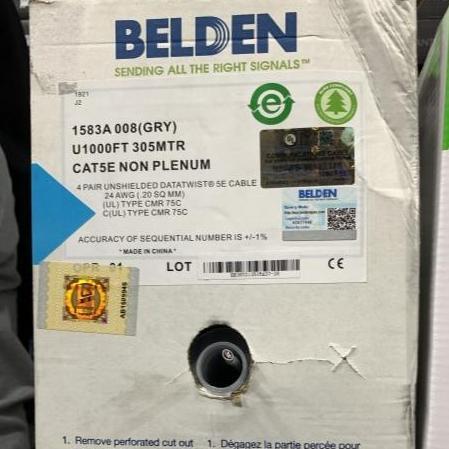 BELDEN
SENDING ALL THE RIGHT SIGNALS™
1821
J2
1583A 008(GRY)
U1000FT 305MTR
CAT5E NON PLENUM
4 PAIR UNSHIELDED DATATWIST® 5E CABLE
24 AWG (.20 SQ MM)
(UL) TYPE CMR 75C
C(UL) TYPE CMR 75C
BELDEN
ACCURACY OF SEQUENTIAL NUMBER IS +/-1%
*MADE IN CHINA*
LOT
CE
1. Remove perforated cut out
1. Dégagez la partie percée pour